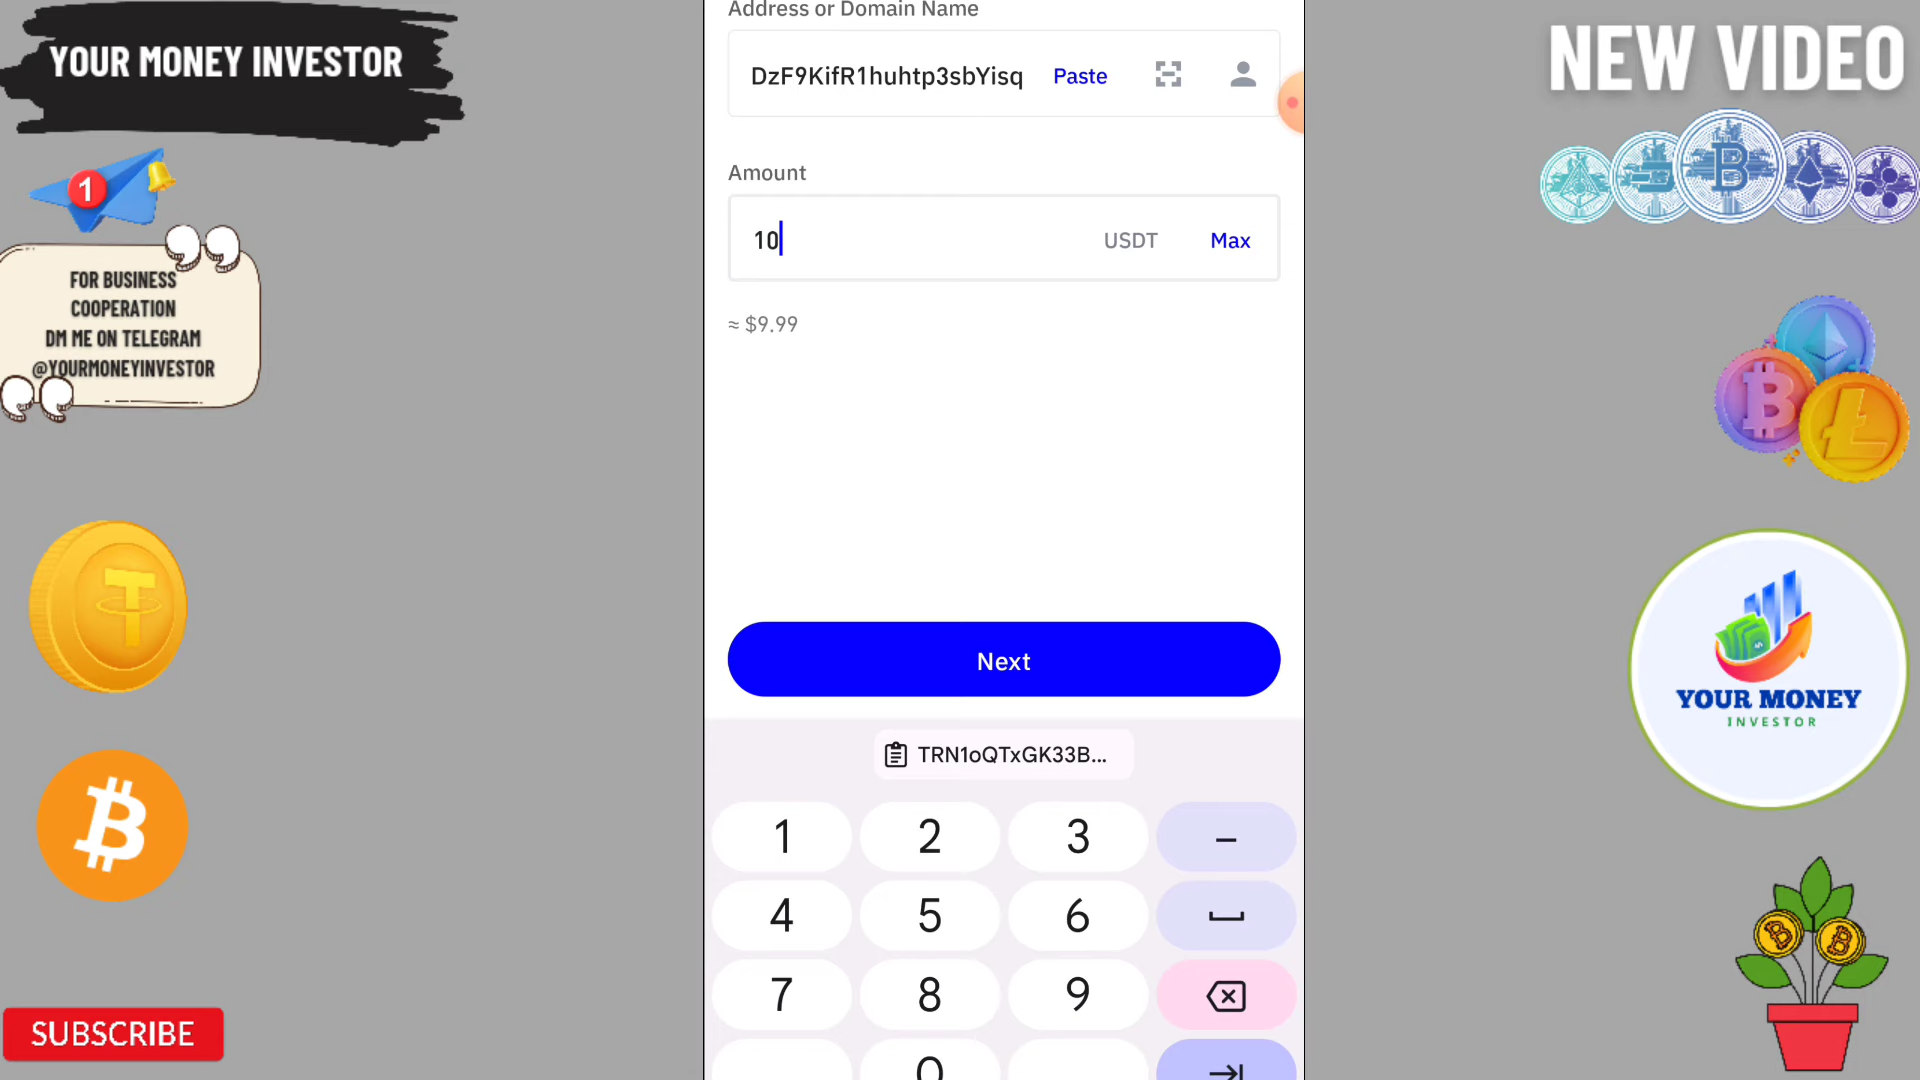 YOUR MONEY INVESTOR
1
FOR BUSINESS
COOPERATION
DM ME ON TELEGRAM
@YOURMONEYINVESTOR
SUBSCRIBE
Address or Domain Name
DzF9KifR1huhtp3sbYisq Paste
Amount
10 USDT Max
≈ $9.99
Next
TRN1oQTxGK33B...
1 2 3 –
4 5 6
7 8 9
0
NEW VIDEO
YOUR MONEY
INVESTOR